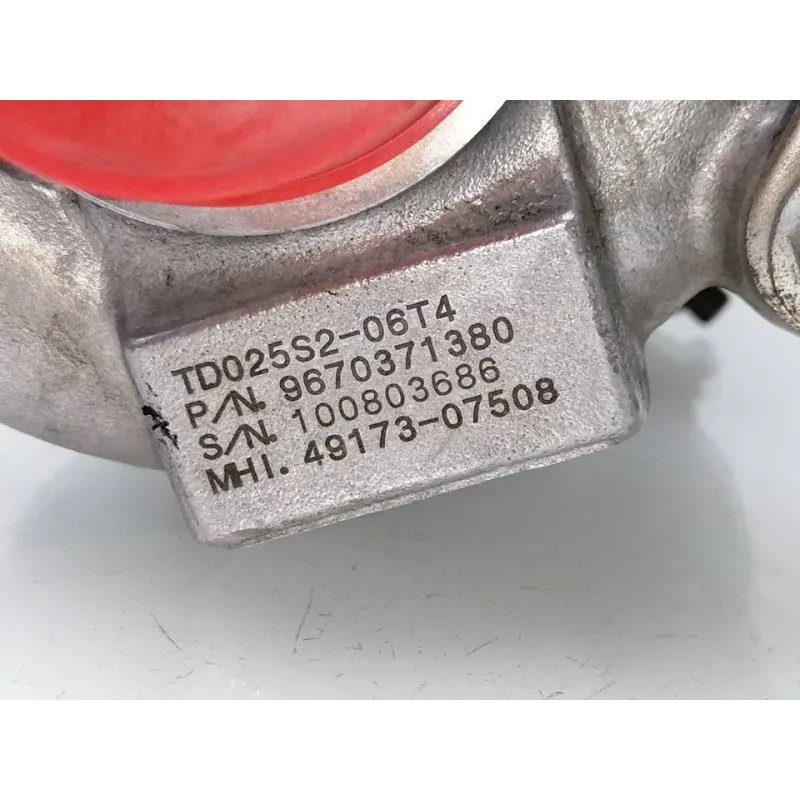 TD025S2-06T4
P/N. 9670371380
S/N. 100803686
MHI. 49173-07508